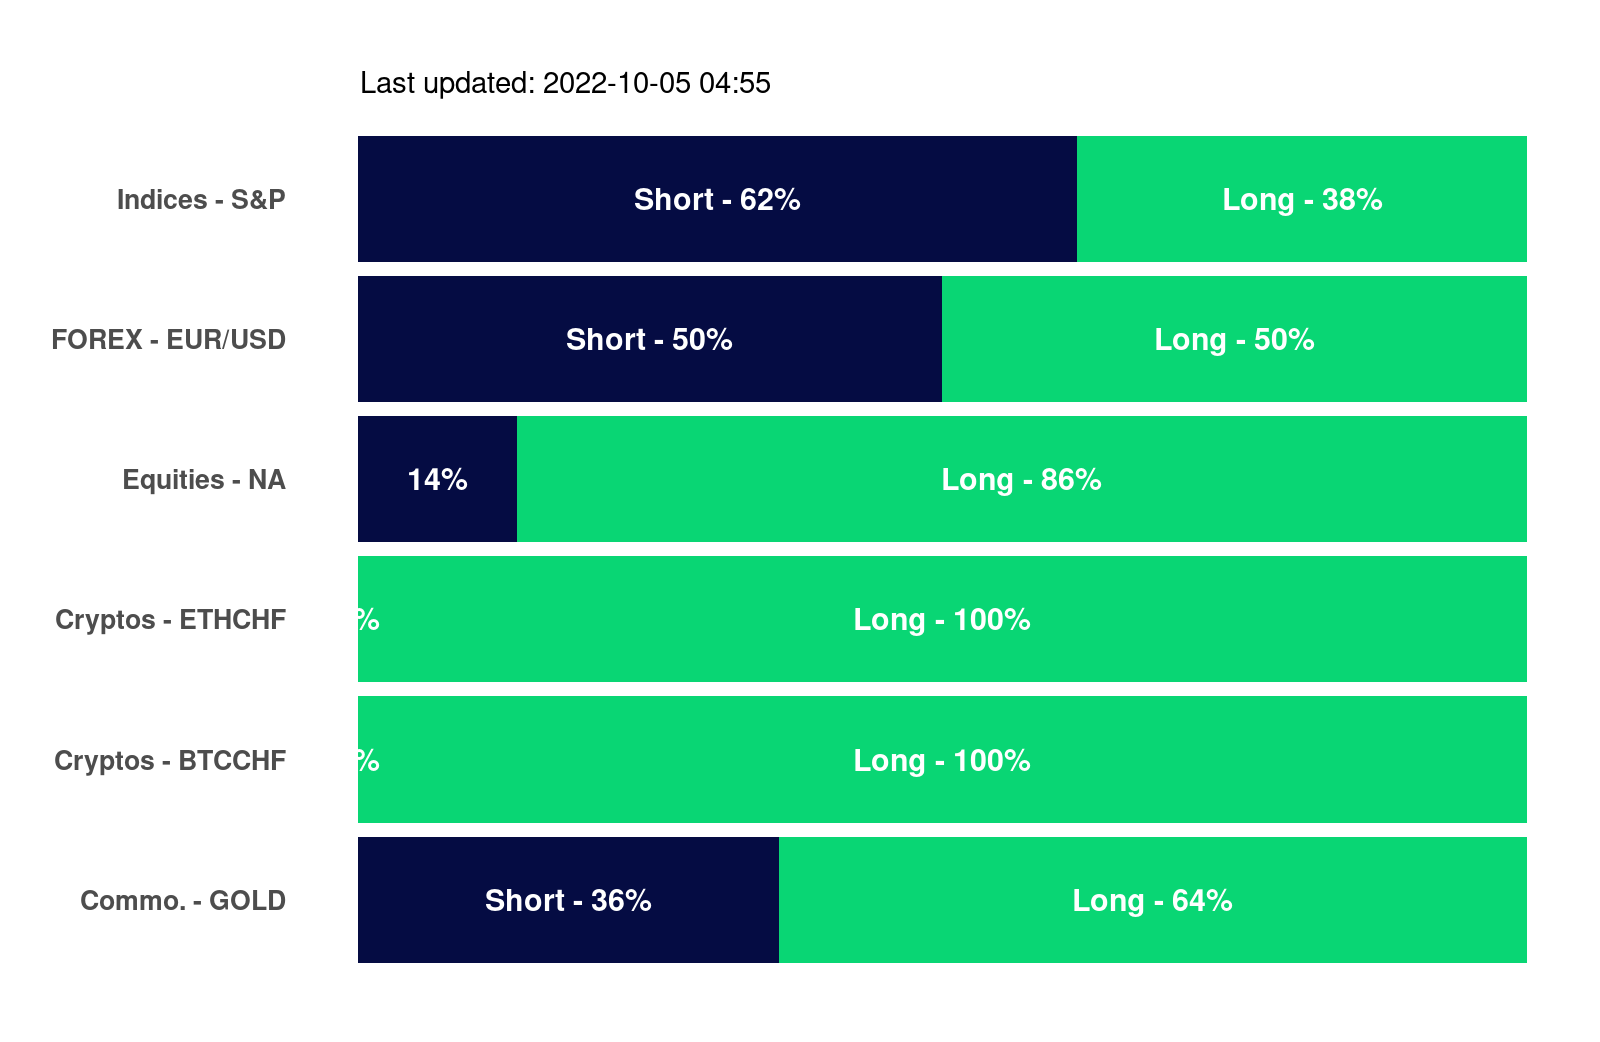 Last updated: 2022-10-05 04:55
Indices - S&P Short - 62% Long - 38%
FOREX - EUR/USD Short - 50% Long - 50%
Equities - NA 14% Long - 86%
Cryptos - ETHCHF % Long - 100%
Cryptos - BTCCHF % Long - 100%
Commo. - GOLD Short - 36% Long - 64%